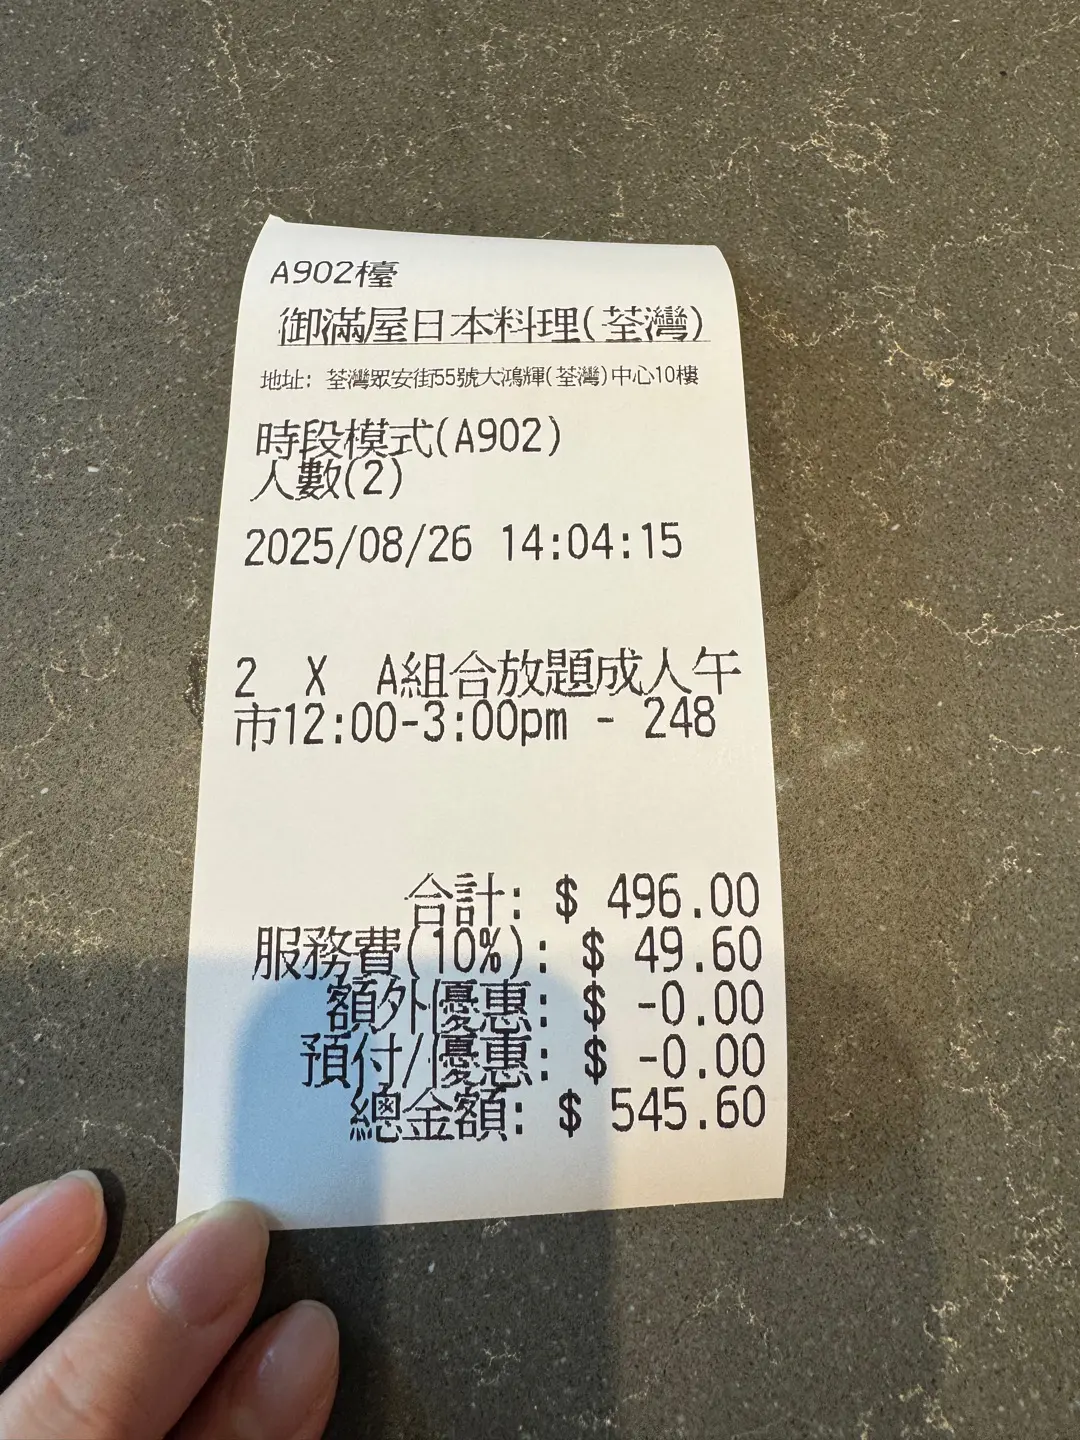 A902檯
御滿屋日本料理(荃灣)
地址: 荃灣眾安街55號大鴻輝(荃灣)中心10樓
時段模式(A902)
人數(2)
2025/08/26 14:04:15
2 X A組合放題成人午
市12:00-3:00pm - 248
合計: $ 496.00
服務費(10%): $ 49.60
額外優惠: $ -0.00
預付/優惠: $ -0.00
總金額: $ 545.60